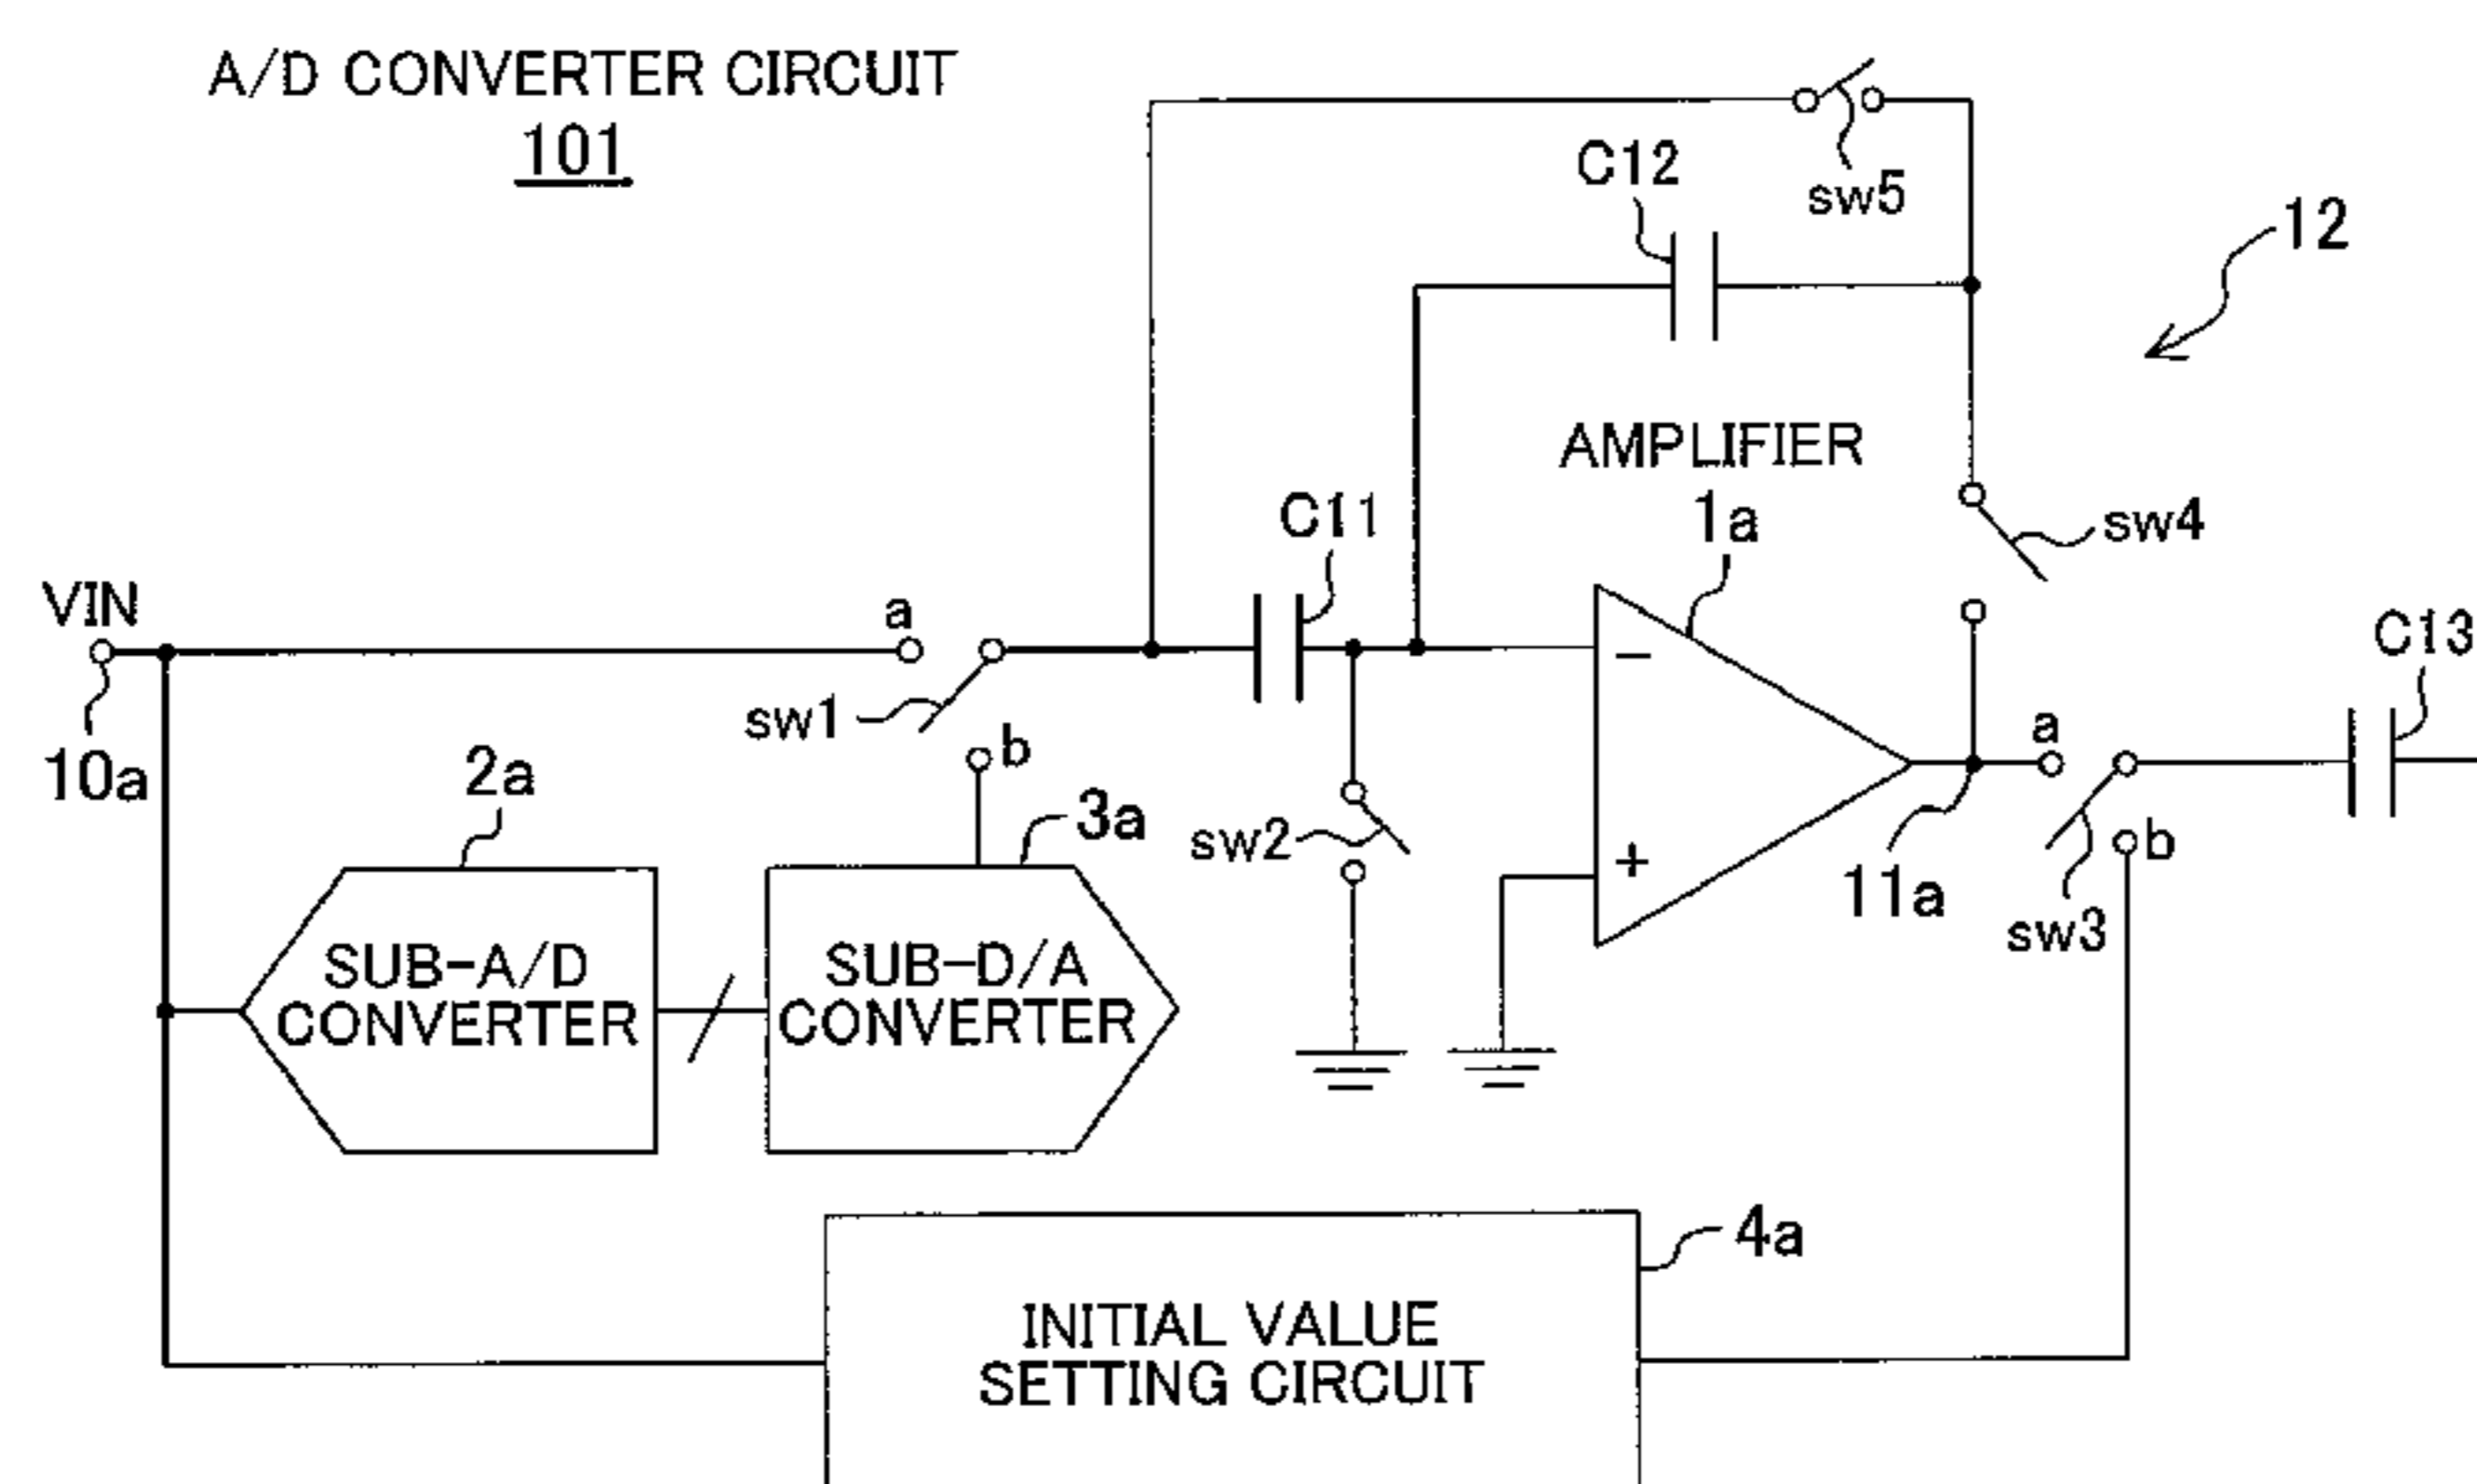 A/D CONVERTER CIRCUIT
101
sw5
C12
12
AMPLIFIER
1a
C11
sw4
VIN
a
C13
sw1
−
10a
b
a
2a
3a
sw2
+
11a
b
sw3
SUB-A/D
CONVERTER
SUB-D/A
CONVERTER
4a
INITIAL VALUE
SETTING CIRCUIT